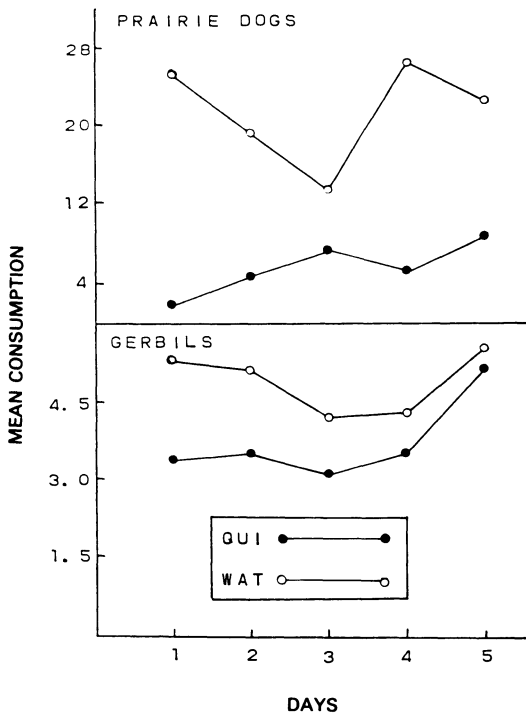 PRAIRIE DOGS
28
20
12
4
GERBILS
4.5
3.0
1.5
MEAN CONSUMPTION
QUI
WAT
1 2 3 4 5
DAYS